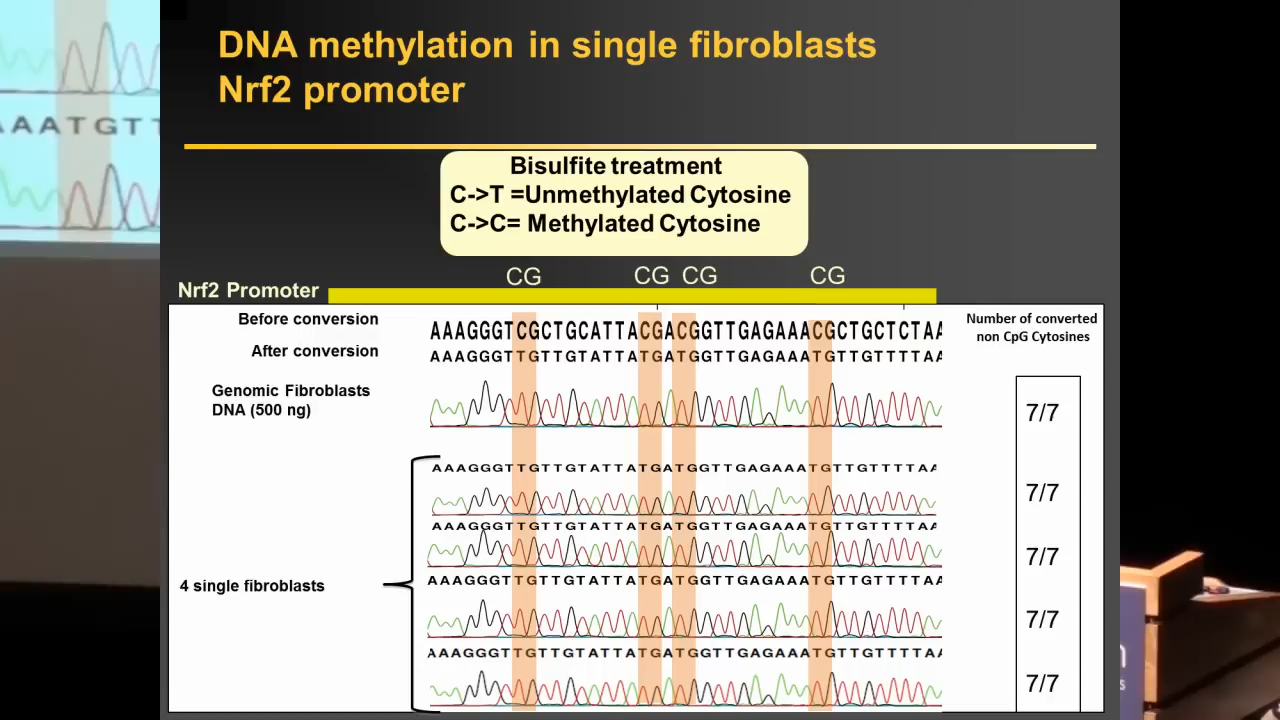 DNA methylation in single fibroblasts
Nrf2 promoter
AAATGTT
Bisulfite treatment
C->T =Unmethylated Cytosine
C->C= Methylated Cytosine
CG CG CG CG
Nrf2 Promoter
Before conversion
AAAGGGTCGCTGCATTACGACGGTTGAGAAACGCTGCTCTAA
Number of converted
non CpG Cytosines
After conversion
AAAGGGTTGTTGTATTATGATGGTTGAGAAATGTTGTTTTAA
Genomic Fibroblasts
DNA (500 ng)
7/7
AAAGGGTTGTTGTATTATGATGGTTGAGAAATGTTGTTTTAA
7/7
AAAGGGTTGTTGTATTATGATGGTTGAGAAATGTTGTTTTAA
7/7
4 single fibroblasts
AAAGGGTTGTTGTATTATGATGGTTGAGAAATGTTGTTTTAA
7/7
AAAGGGTTGTTGTATTATGATGGTTGAGAAATGTTGTTTTAA
7/7